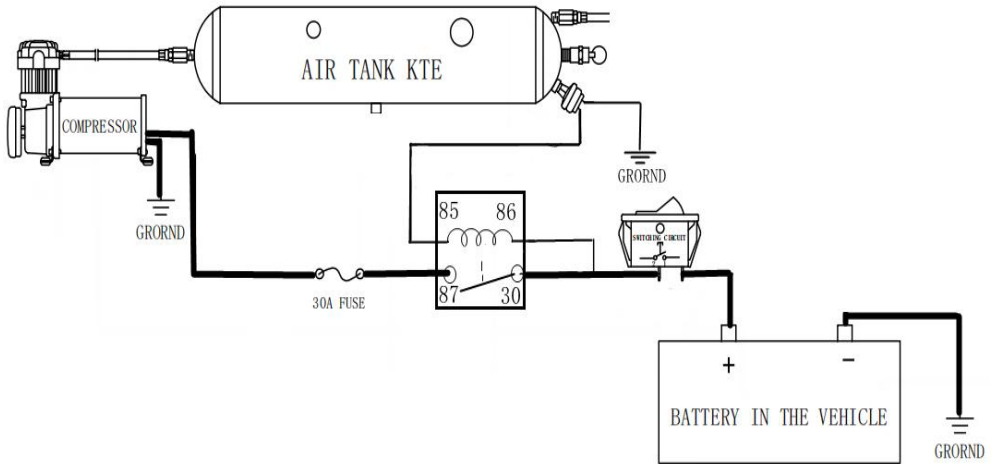 AIR TANK KTE
COMPRESSOR
GRORND
GRORND
85 86
SWITCHING CIRCUIT
30A FUSE
87 30
+ −
BATTERY IN THE VEHICLE
GRORND